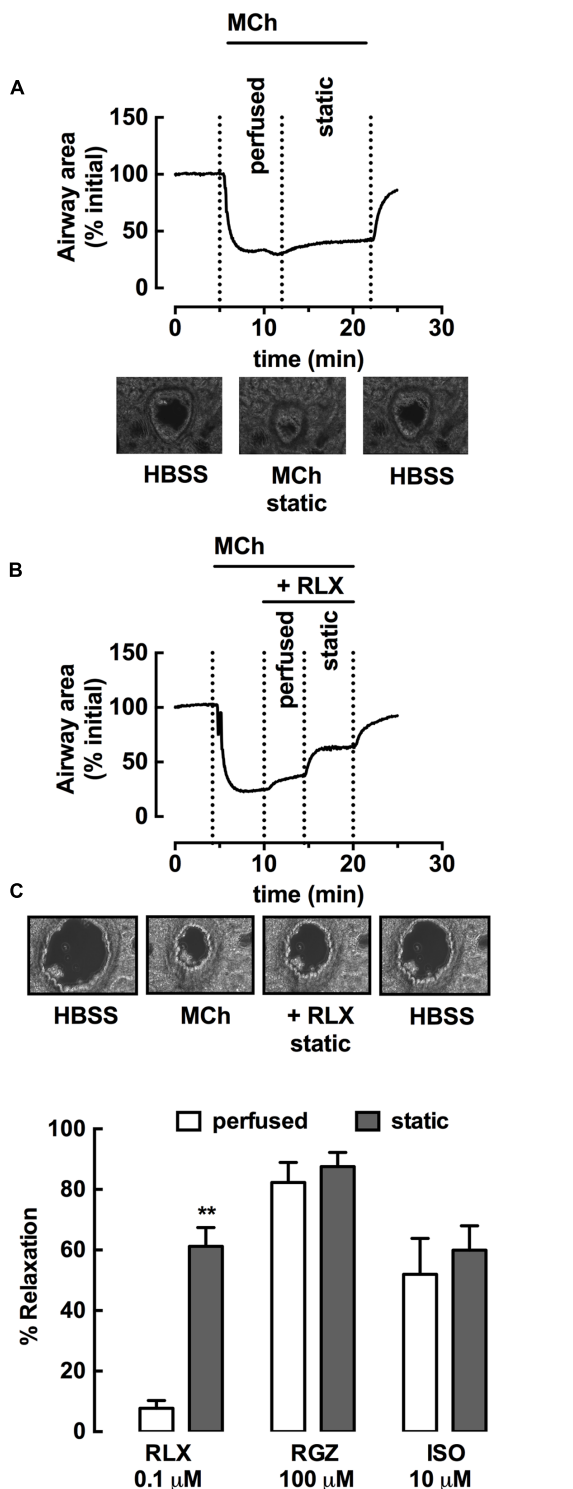 MCh
A
perfused
static
Airway area
(% initial)
150
100
50
0
0 10 20 30
time (min)
HBSS MCh static HBSS
MCh
B
+ RLX
perfused
static
Airway area
(% initial)
150
100
50
0
0 10 20 30
time (min)
C
HBSS MCh + RLX static HBSS
perfused static
% Relaxation
100
80
60
40
20
0
**
RLX RGZ ISO
0.1 µM 100 µM 10 µM